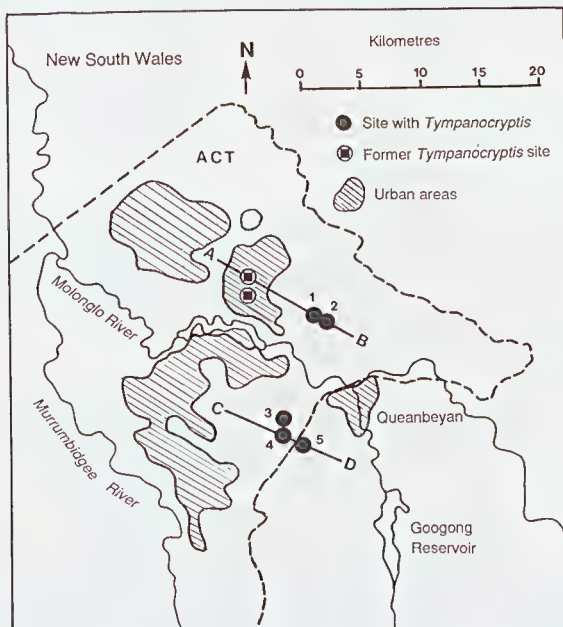 New South Wales
N
Kilometres
0 5 10 15 20
Site with Tympanocryptis
Former Tympanocryptis site
Urban areas
ACT
A
1 2
B
Molonglo River
Murrumbidgee River
C
3
4
5
D
Queanbeyan
Googong
Reservoir